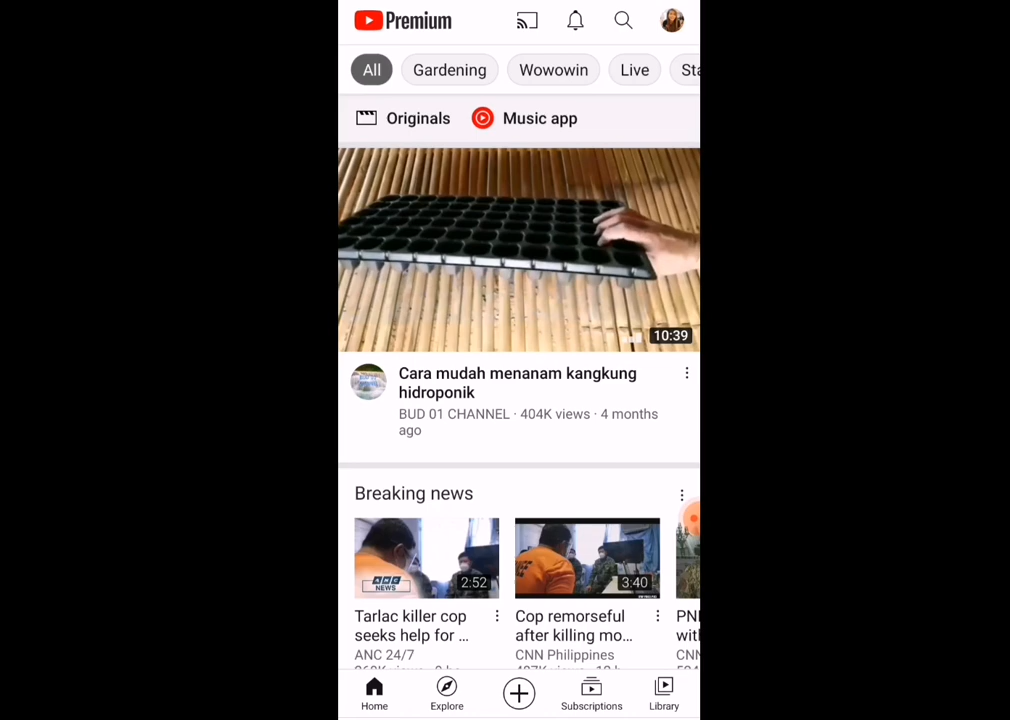 Premium
All Gardening Wowowin Live Sta
Originals Music app
10:39
Cara mudah menanam kangkung
hidroponik
BUD 01 CHANNEL · 404K views · 4 months
ago
Breaking news
ANC
NEWS
2:52
3:40
Tarlac killer cop
seeks help for ...
ANC 24/7
Cop remorseful
after killing mo...
CNN Philippines
Home Explore Subscriptions Library